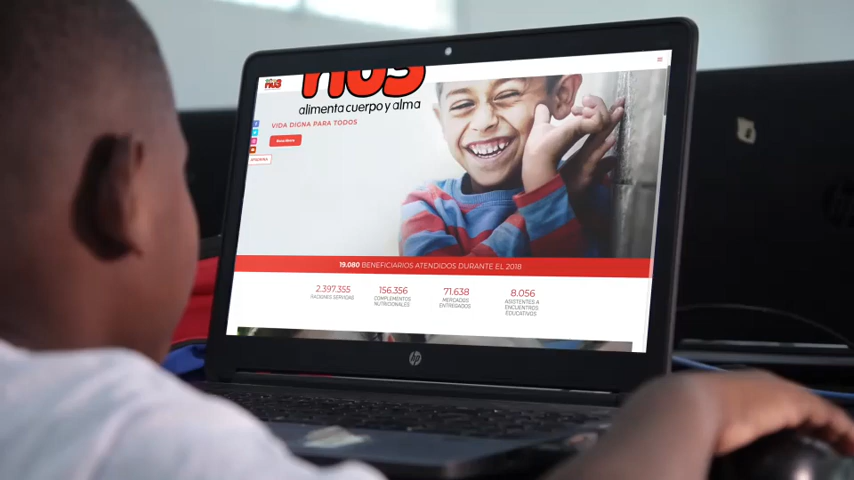 alimenta cuerpo y alma
VIDA DIGNA PARA TODOS
19.080 BENEFICIARIOS ATENDIDOS DURANTE EL 2018
2.397.355
RACIONES SERVIDAS
156.356
COMPLEMENTOS
NUTRICIONALES
71.638
MERCADOS
ENTREGADOS
8.056
ASISTENTES A
ENCUENTROS
EDUCATIVOS
hp